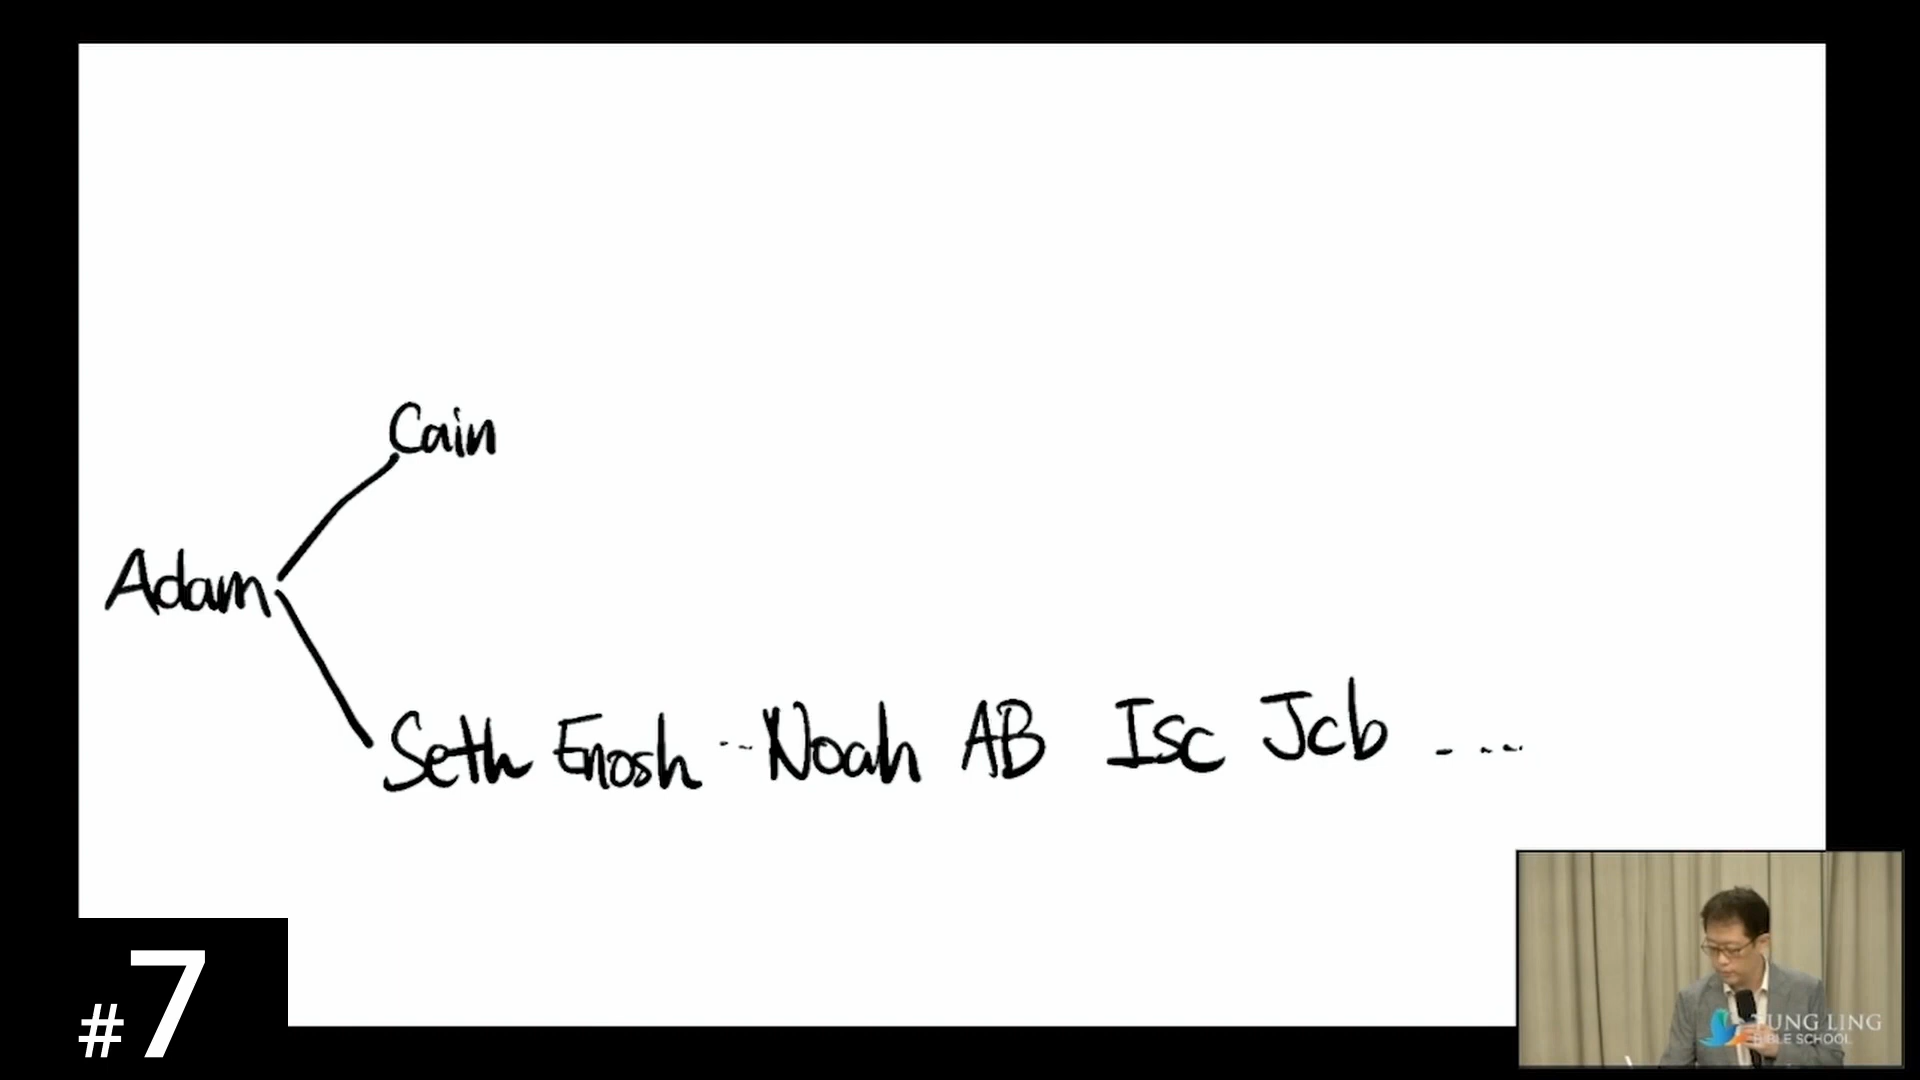 Cain
Adam
Seth Enosh ... Noah AB Isc Jcb ....
#7
TUNG LING
BIBLE SCHOOL